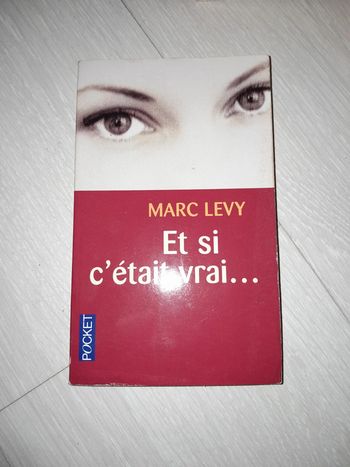 MARC LEVY
Et si
c'était vrai...
POCKET